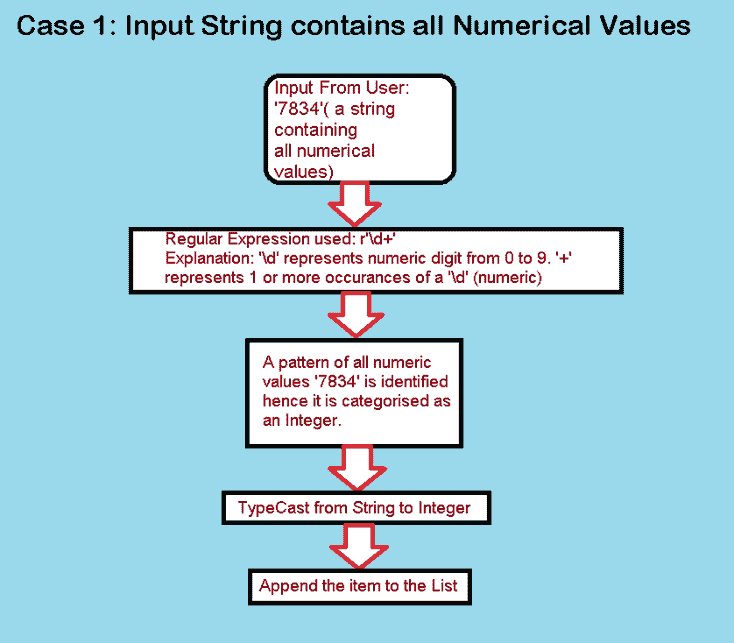 Case 1: Input String contains all Numerical Values
Input From User:
'7834'( a string
containing
all numerical
values)
Regular Expression used: r'\d+'
Explanation: '\d' represents numeric digit from 0 to 9. '+'
represents 1 or more occurances of a '\d' (numeric)
A pattern of all numeric
values '7834' is identified
hence it is categorised as
an Integer.
TypeCast from String to Integer
Append the item to the List